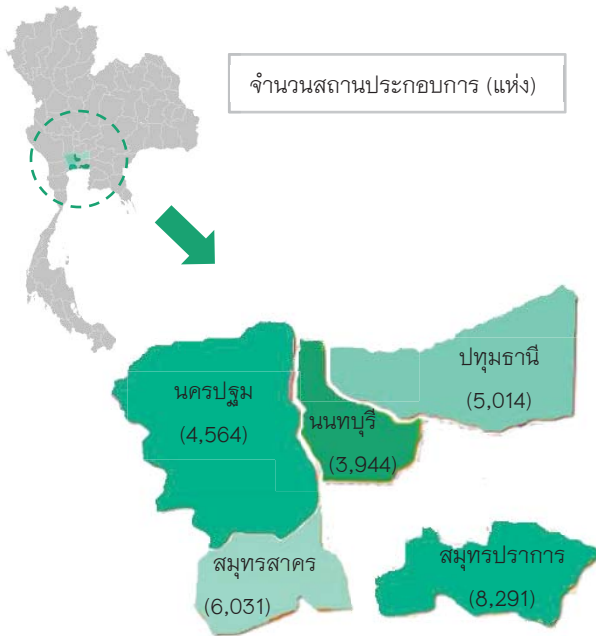 จำนวนสถานประกอบการ (แห่ง)
ปทุมธานี
(5,014)
นครปฐม
(4,564)
นนทบุรี
(3,944)
สมุทรสาคร
(6,031)
สมุทรปราการ
(8,291)